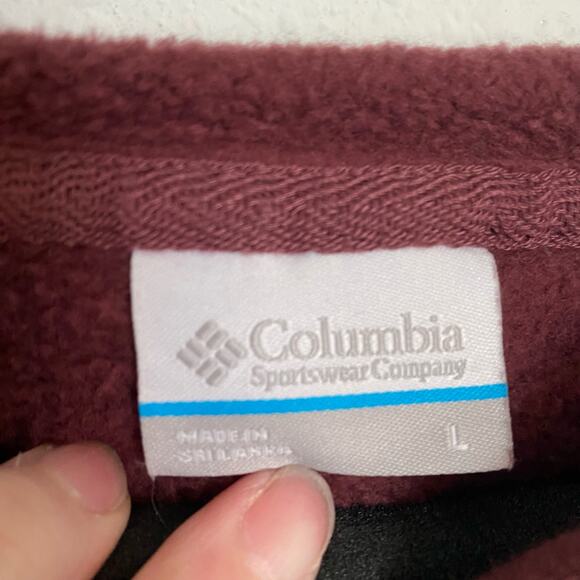 Columbia
Sportswear Company
MADE IN
SRI LANKA
L